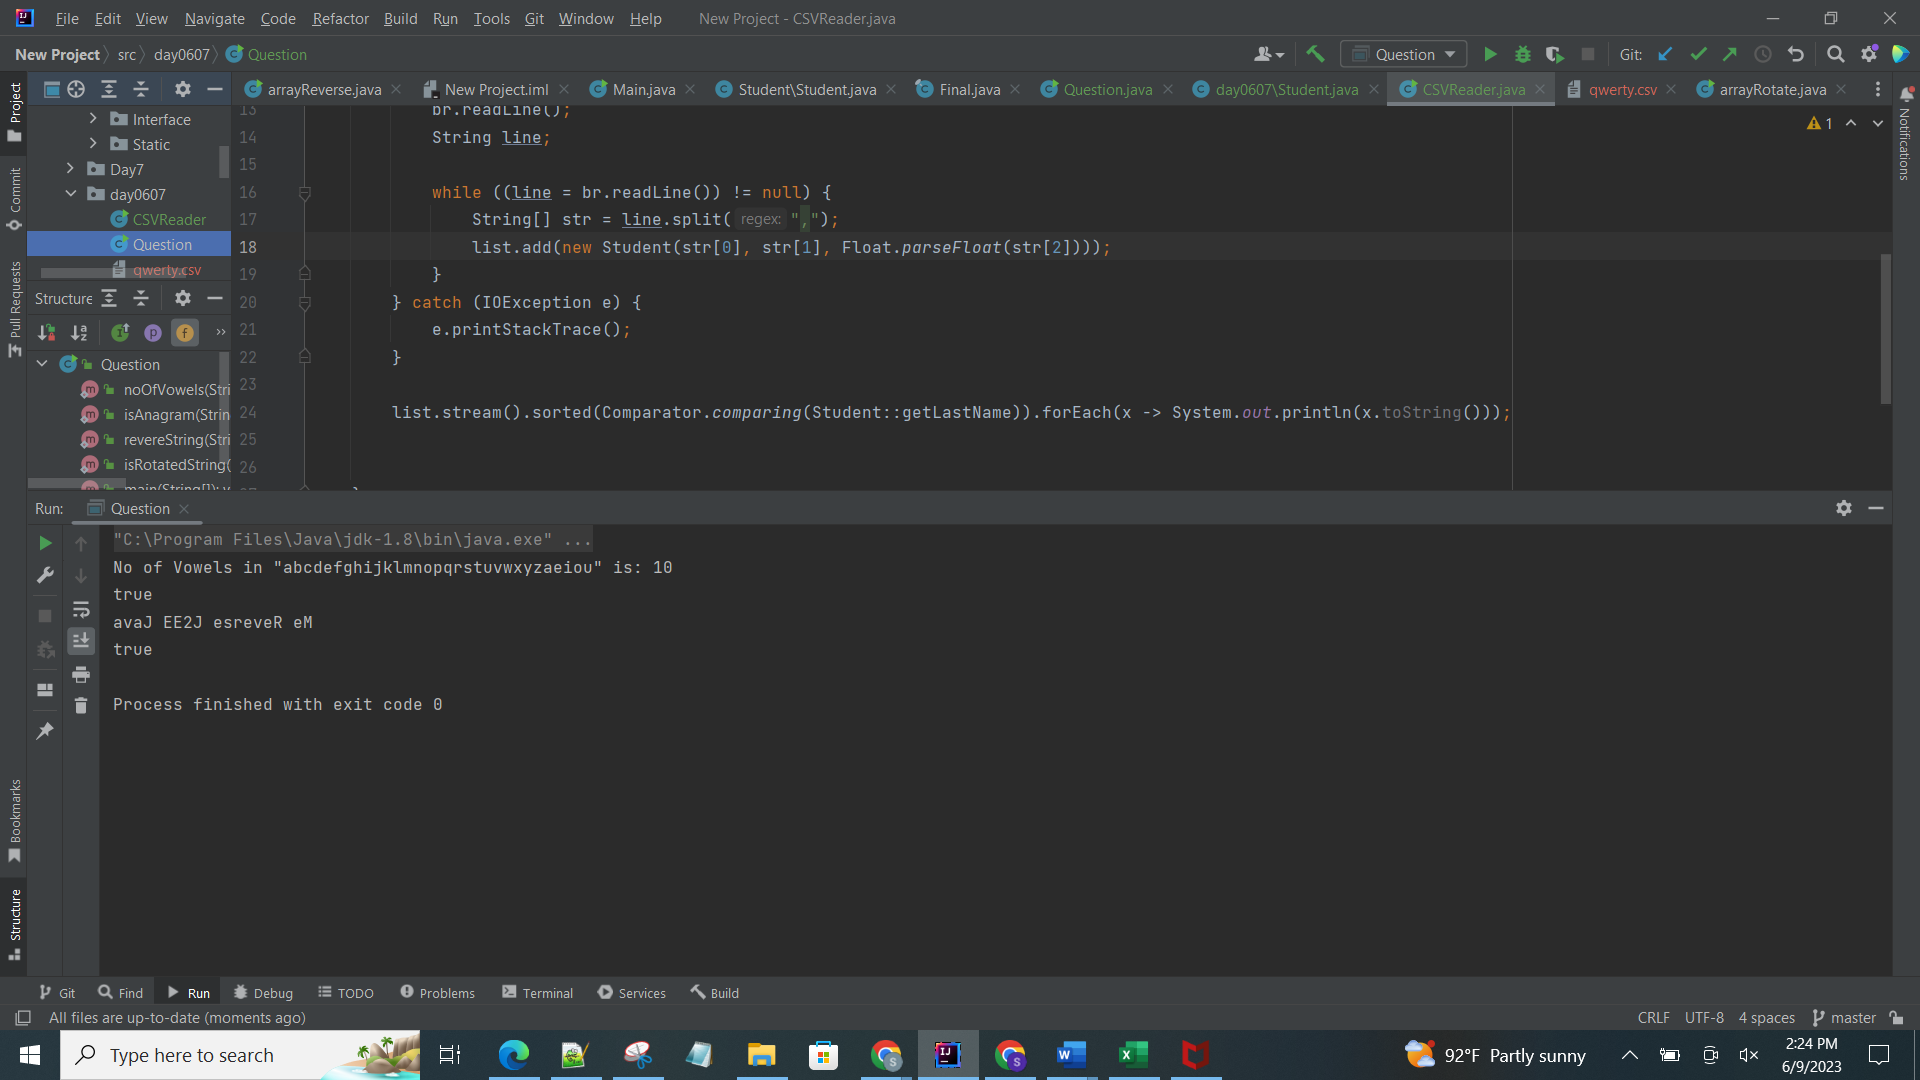 File Edit View Navigate Code Refactor Build Run Tools Git Window Help New Project - CSVReader.java
New Project src day0607 Question Question Git:
arrayReverse.java New Project.iml Main.java Student\Student.java Final.java Question.java day0607\Student.java CSVReader.java qwerty.csv arrayRotate.java
Project
Commit
Pull Requests
Bookmarks
Structure
Notifications
Interface
Static
Day7
day0607
CSVReader
Question
qwerty.csv
Structure
Question
noOfVowels(Stri
isAnagram(Strin
revereString(Stri
isRotatedString(
main(String[]): v
1
13 br.readLine();
14 String line;
15
16 while ((line = br.readLine()) != null) {
17 String[] str = line.split( regex: ",");
18 list.add(new Student(str[0], str[1], Float.parseFloat(str[2])));
19 }
20 } catch (IOException e) {
21 e.printStackTrace();
22 }
23
24 list.stream().sorted(Comparator.comparing(Student::getLastName)).forEach(x -> System.out.println(x.toString()));
25
26
27 }
Run: Question
"C:\Program Files\Java\jdk-1.8\bin\java.exe" ...
No of Vowels in "abcdefghijklmnopqrstuvwxyzaeiou" is: 10
true
avaJ EE2J esreveR eM
true
Process finished with exit code 0
Git Find Run Debug TODO Problems Terminal Services Build
All files are up-to-date (moments ago) CRLF UTF-8 4 spaces master
Type here to search 92°F Partly sunny
2:24 PM
6/9/2023